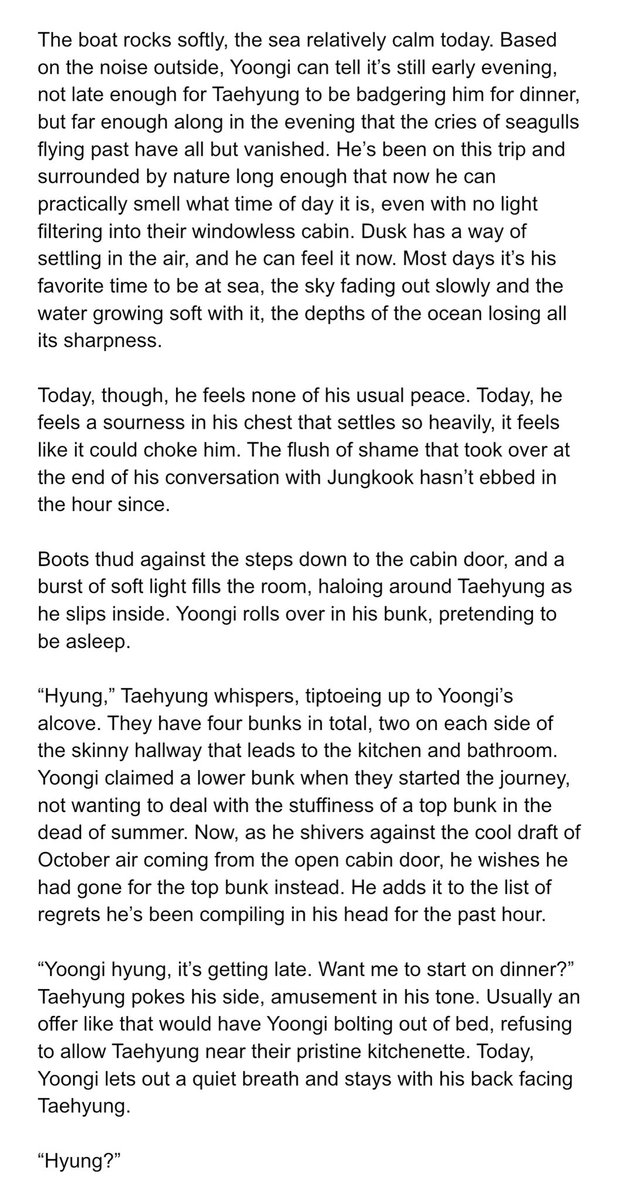 The boat rocks softly, the sea relatively calm today. Based
on the noise outside, Yoongi can tell it’s still early evening,
not late enough for Taehyung to be badgering him for dinner,
but far enough along in the evening that the cries of seagulls
flying past have all but vanished. He’s been on this trip and
surrounded by nature long enough that now he can
practically smell what time of day it is, even with no light
filtering into their windowless cabin. Dusk has a way of
settling in the air, and he can feel it now. Most days it’s his
favorite time to be at sea, the sky fading out slowly and the
water growing soft with it, the depths of the ocean losing all
its sharpness.
Today, though, he feels none of his usual peace. Today, he
feels a sourness in his chest that settles so heavily, it feels
like it could choke him. The flush of shame that took over at
the end of his conversation with Jungkook hasn’t ebbed in
the hour since.
Boots thud against the steps down to the cabin door, and a
burst of soft light fills the room, haloing around Taehyung as
he slips inside. Yoongi rolls over in his bunk, pretending to
be asleep.
“Hyung,” Taehyung whispers, tiptoeing up to Yoongi’s
alcove. They have four bunks in total, two on each side of
the skinny hallway that leads to the kitchen and bathroom.
Yoongi claimed a lower bunk when they started the journey,
not wanting to deal with the stuffiness of a top bunk in the
dead of summer. Now, as he shivers against the cool draft of
October air coming from the open cabin door, he wishes he
had gone for the top bunk instead. He adds it to the list of
regrets he’s been compiling in his head for the past hour.
“Yoongi hyung, it’s getting late. Want me to start on dinner?”
Taehyung pokes his side, amusement in his tone. Usually an
offer like that would have Yoongi bolting out of bed, refusing
to allow Taehyung near their pristine kitchenette. Today,
Yoongi lets out a quiet breath and stays with his back facing
Taehyung.
“Hyung?”